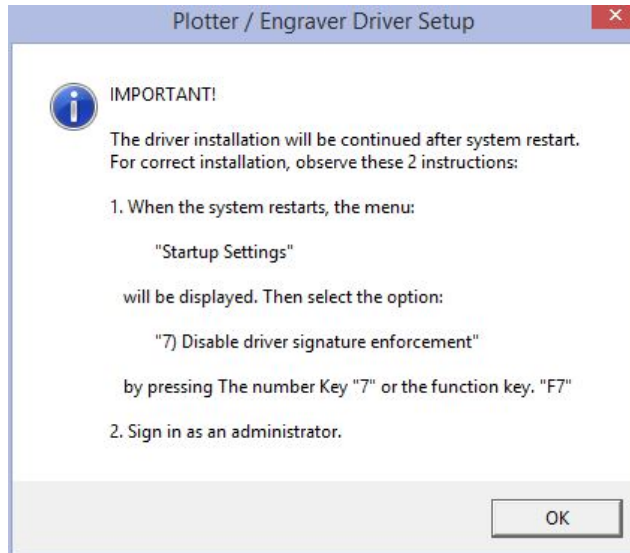 Plotter / Engraver Driver Setup
IMPORTANT!
The driver installation will be continued after system restart.
For correct installation, observe these 2 instructions:
1. When the system restarts, the menu:
"Startup Settings"
will be displayed. Then select the option:
"7) Disable driver signature enforcement"
by pressing The number Key "7" or the function key. "F7"
2. Sign in as an administrator.
OK